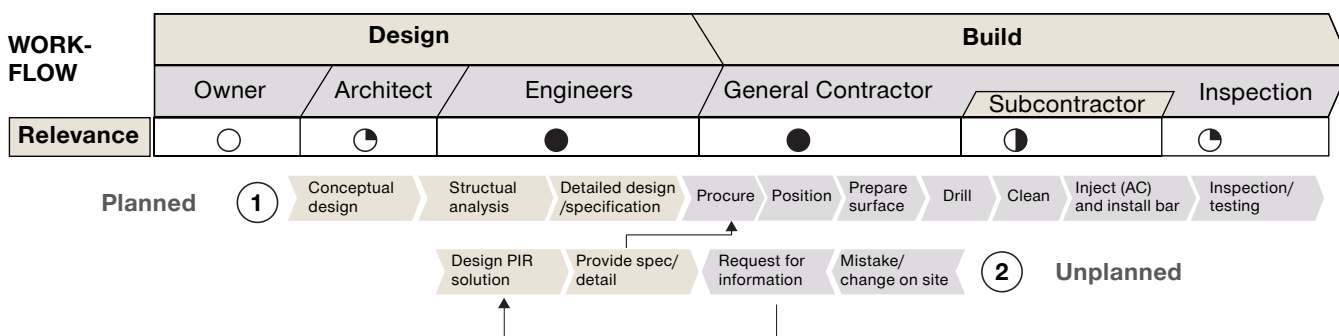 WORK-
FLOW
Design
Build
Owner
Architect
Engineers
General Contractor
Subcontractor
Inspection
Relevance
Planned
1
Conceptual
design
Structual
analysis
Detailed design
/specification
Procure
Position
Prepare
surface
Drill
Clean
Inject (AC)
and install bar
Inspection/
testing
Design PIR
solution
Provide spec/
detail
Request for
information
Mistake/
change on site
2
Unplanned